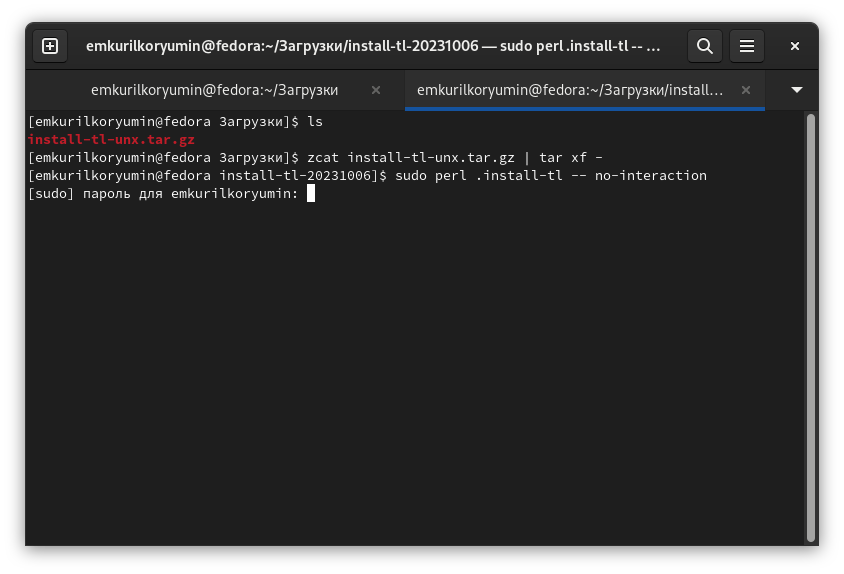 emkurilkoryumin@fedora:~/Загрузки/install-tl-20231006 — sudo perl .install-tl -- …
emkurilkoryumin@fedora:~/Загрузки
emkurilkoryumin@fedora:~/Загрузки/install…
[emkurilkoryumin@fedora Загрузки]$ ls
install-tl-unx.tar.gz
[emkurilkoryumin@fedora Загрузки]$ zcat install-tl-unx.tar.gz | tar xf -
[emkurilkoryumin@fedora install-tl-20231006]$ sudo perl .install-tl -- no-interaction
[sudo] пароль для emkurilkoryumin: